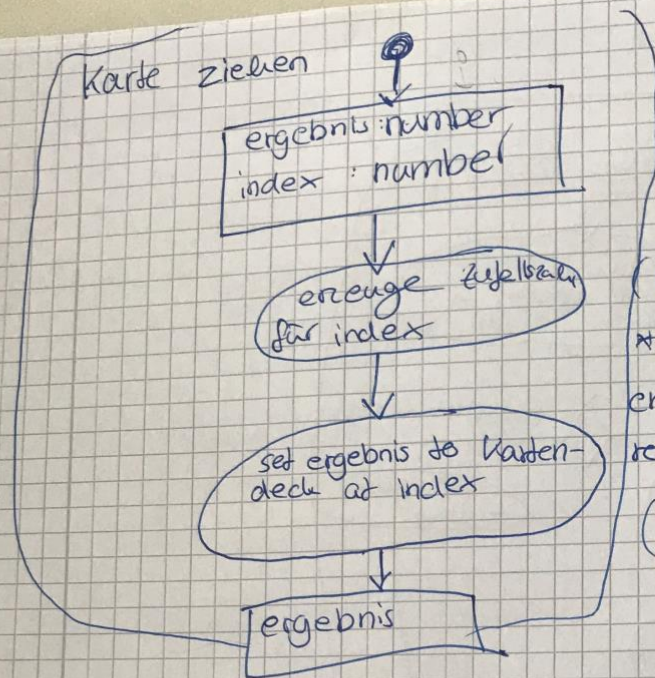 Karte ziehen
ergebnis : number
index : number
erzeuge Zufallszahl
für index
set ergebnis to Karten-
deck at index
ergebnis